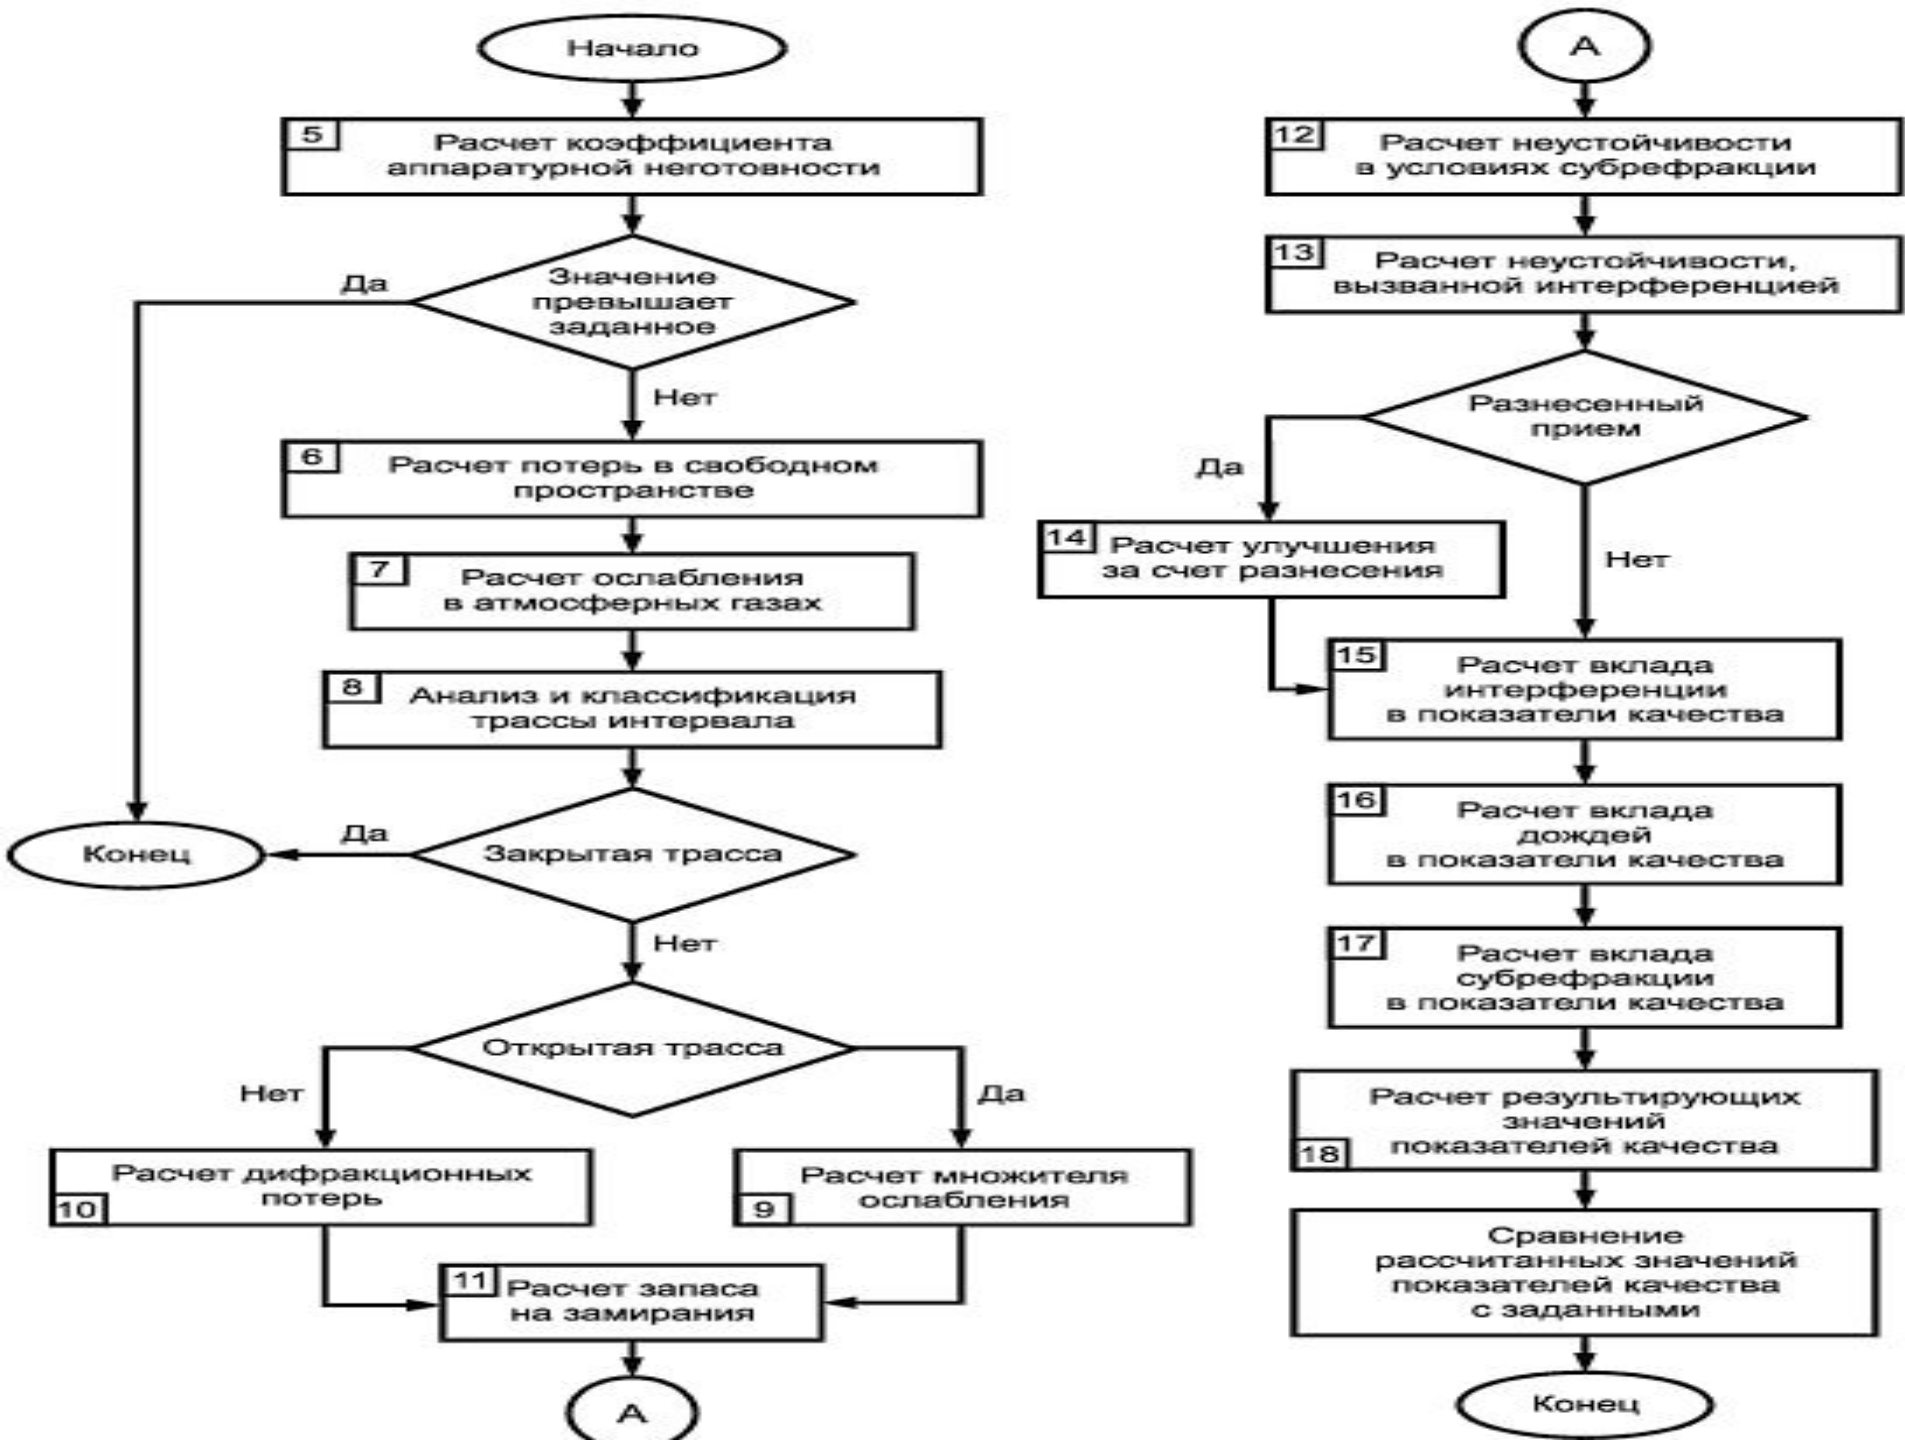 Начало
5
Расчет коэффициента
аппаратурной неготовности
Значение
превышает
заданное
Да
Нет
6
Расчет потерь в свободном
пространстве
7
Расчет ослабления
в атмосферных газах
8
Анализ и классификация
трассы интервала
Закрытая трасса
Да
Конец
Нет
Открытая трасса
Нет
Да
Расчет дифракционных
потерь
10
Расчет множителя
ослабления
9
11
Расчет запаса
на замирания
А
А
12
Расчет неустойчивости
в условиях субрефракции
13
Расчет неустойчивости,
вызванной интерференцией
Разнесенный
прием
Да
Нет
14
Расчет улучшения
за счет разнесения
15
Расчет вклада
интерференции
в показатели качества
16
Расчет вклада
дождей
в показатели качества
17
Расчет вклада
субрефракции
в показатели качества
Расчет результирующих
значений
показателей качества
18
Сравнение
рассчитанных значений
показателей качества
с заданными
Конец